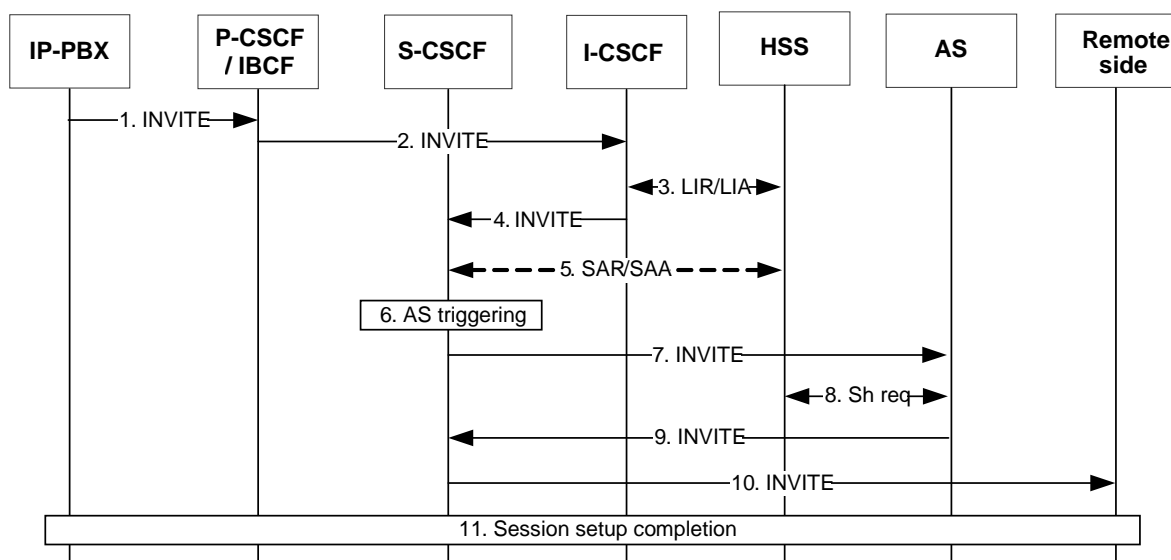 IP-PBX
P-CSCF
/ IBCF
S-CSCF
I-CSCF
HSS
AS
Remote
side
1. INVITE
2. INVITE
3. LIR/LIA
4. INVITE
5. SAR/SAA
6. AS triggering
7. INVITE
8. Sh req
9. INVITE
10. INVITE
11. Session setup completion